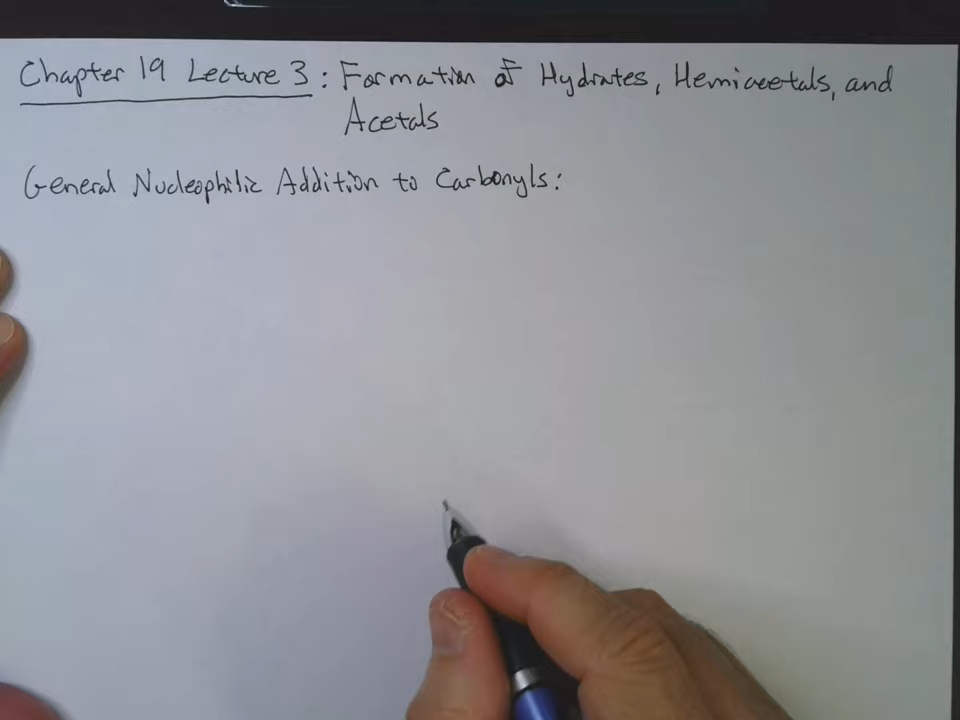 Chapter 19 Lecture 3: Formation of Hydrates, Hemiacetals, and
Acetals
General Nucleophilic Addition to Carbonyls: